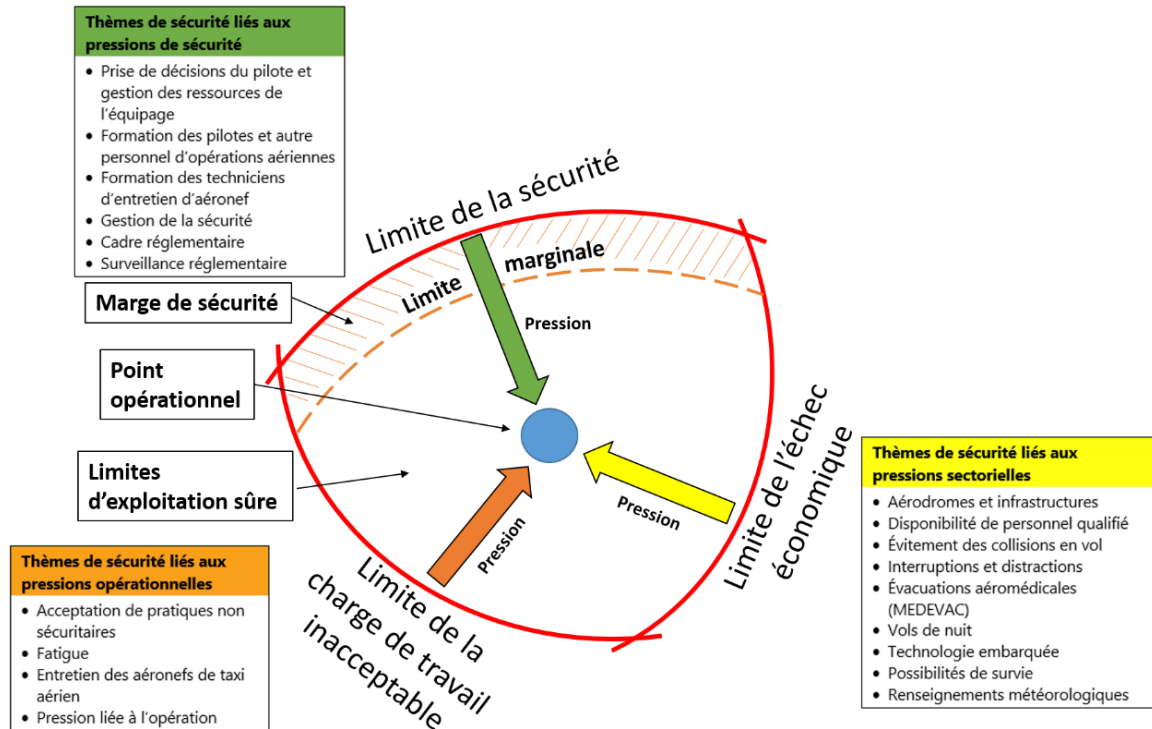 Thèmes de sécurité liés aux
pressions de sécurité
• Prise de décisions du pilote et
gestion des ressources de
l'équipage
• Formation des pilotes et autre
personnel d'opérations aériennes
• Formation des techniciens
d'entretien d'aéronef
• Gestion de la sécurité
• Cadre réglementaire
• Surveillance réglementaire
Limite de la sécurité
Limite marginale
Marge de sécurité
Pression
Point
opérationnel
Limites
d'exploitation sûre
Pression
Pression
Limite de l'échec
économique
Limite de la
charge de travail
inacceptable
Thèmes de sécurité liés aux
pressions opérationnelles
• Acceptation de pratiques non
sécuritaires
• Fatigue
• Entretien des aéronefs de taxi
aérien
• Pression liée à l'opération
Thèmes de sécurité liés aux
pressions sectorielles
• Aérodromes et infrastructures
• Disponibilité de personnel qualifié
• Évitement des collisions en vol
• Interruptions et distractions
• Évacuations aéromédicales
(MEDEVAC)
• Vols de nuit
• Technologie embarquée
• Possibilités de survie
• Renseignements météorologiques